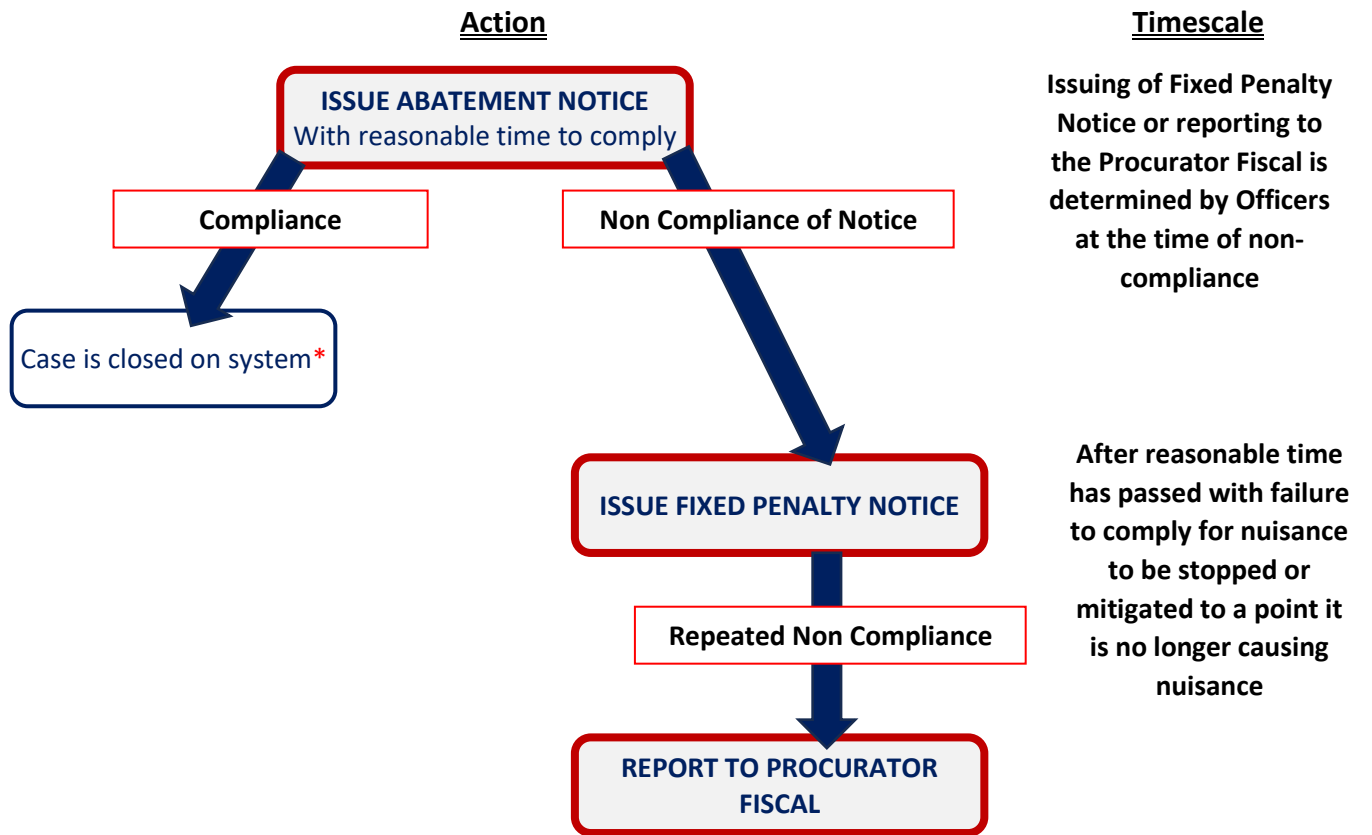 Action
Timescale
ISSUE ABATEMENT NOTICE
With reasonable time to comply
Issuing of Fixed Penalty
Notice or reporting to
the Procurator Fiscal is
determined by Officers
at the time of non-
compliance
Compliance
Non Compliance of Notice
Case is closed on system*
ISSUE FIXED PENALTY NOTICE
After reasonable time
has passed with failure
to comply for nuisance
to be stopped or
mitigated to a point it
is no longer causing
nuisance
Repeated Non Compliance
REPORT TO PROCURATOR
FISCAL